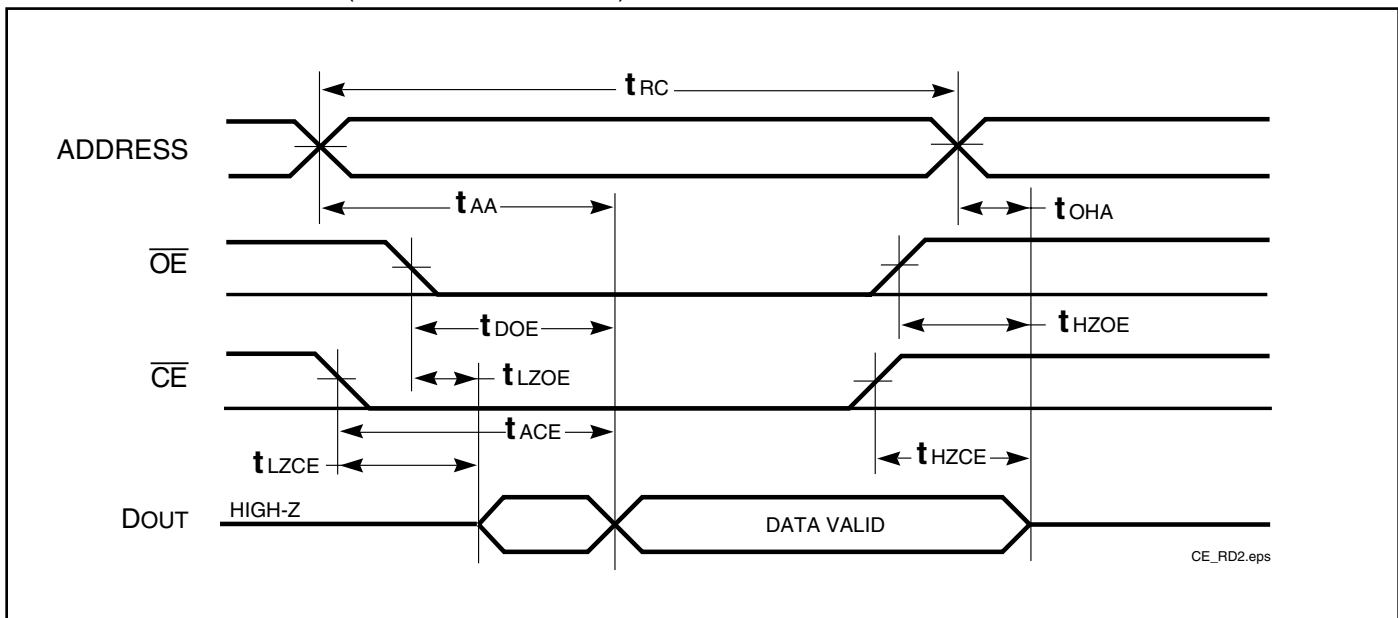 tRC
ADDRESS
tAA
tOHA
OE
tDOE
tHZOE
CE
tLZOE
tACE
tLZCE
tHZCE
DOUT
HIGH-Z
DATA VALID
CE_RD2.eps